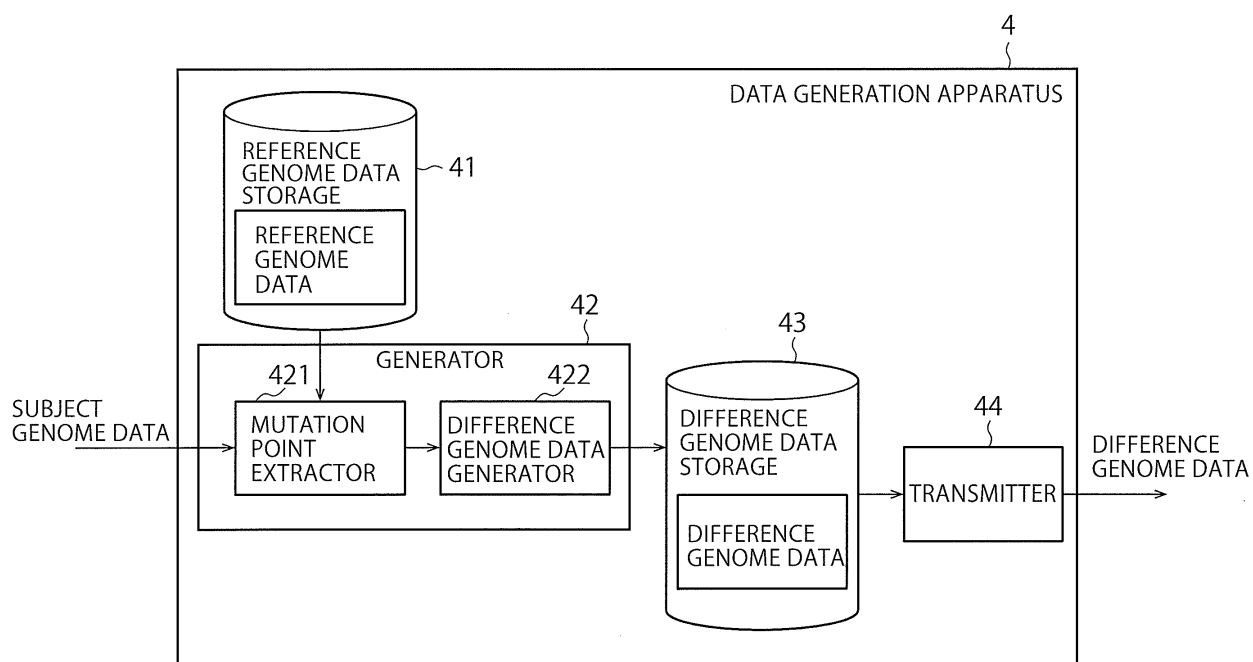 4
DATA GENERATION APPARATUS
REFERENCE
GENOME DATA
STORAGE
41
REFERENCE
GENOME
DATA
42
GENERATOR
421
MUTATION
POINT
EXTRACTOR
422
DIFFERENCE
GENOME DATA
GENERATOR
SUBJECT
GENOME DATA
43
DIFFERENCE
GENOME DATA
STORAGE
DIFFERENCE
GENOME DATA
44
TRANSMITTER
DIFFERENCE
GENOME DATA